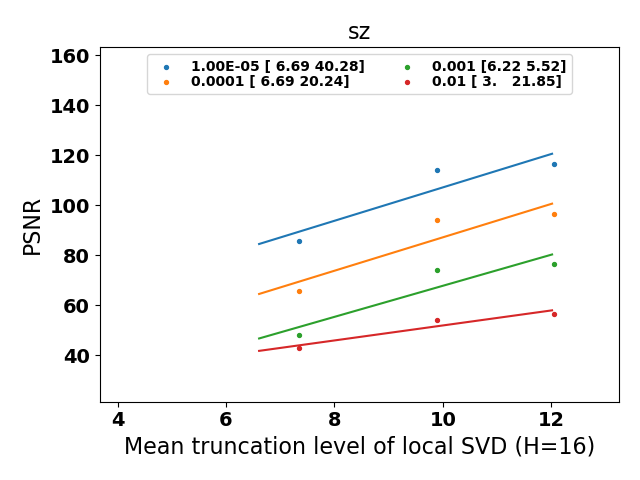 sz
1.00E-05 [ 6.69 40.28]
0.0001 [ 6.69 20.24]
0.001 [6.22 5.52]
0.01 [ 3.   21.85]
PSNR
160
140
120
100
80
60
40
4 6 8 10 12
Mean truncation level of local SVD (H=16)